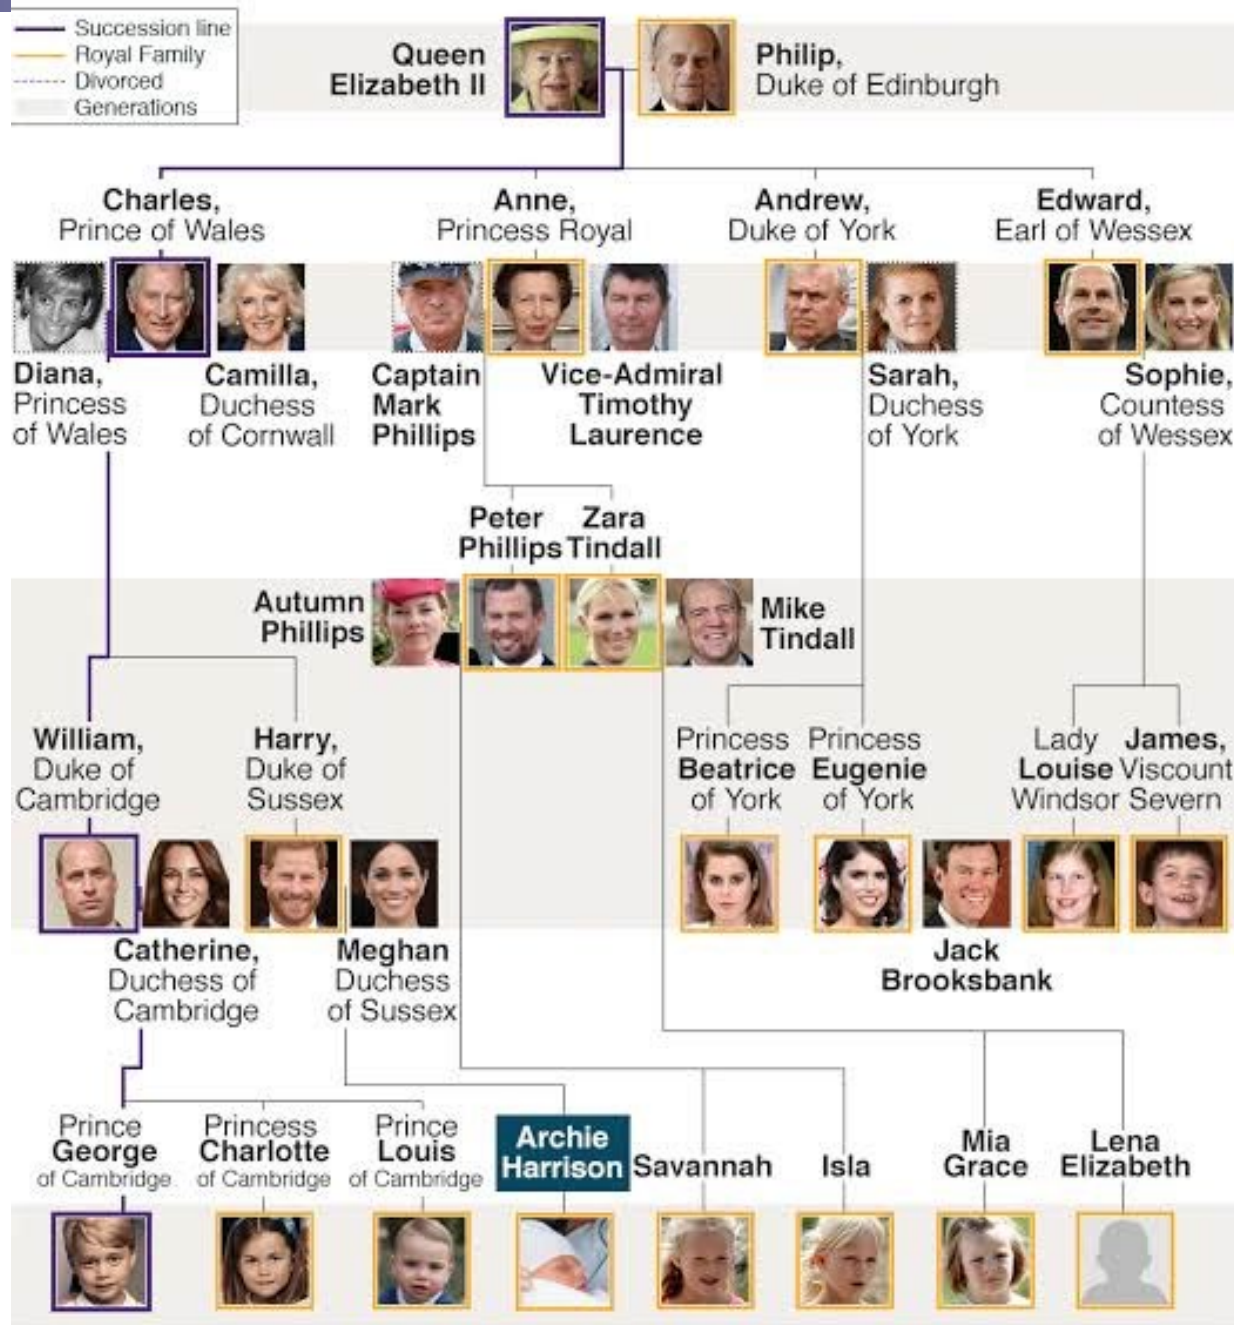 Succession line
Royal Family
Divorced
Generations
Queen
Elizabeth II
Philip,
Duke of Edinburgh
Charles,
Prince of Wales
Anne,
Princess Royal
Andrew,
Duke of York
Edward,
Earl of Wessex
Diana,
Princess
of Wales
Camilla,
Duchess
of Cornwall
Captain
Mark
Phillips
Vice-Admiral
Timothy
Laurence
Sarah,
Duchess
of York
Sophie,
Countess
of Wessex
Peter
Phillips
Zara
Tindall
Autumn
Phillips
Mike
Tindall
William,
Duke of
Cambridge
Harry,
Duke of
Sussex
Princess
Beatrice
of York
Princess
Eugenie
of York
Lady
Louise
Windsor
James,
Viscount
Severn
Catherine,
Duchess of
Cambridge
Meghan
Duchess
of Sussex
Jack
Brooksbank
Prince
George
of Cambridge
Princess
Charlotte
of Cambridge
Prince
Louis
of Cambridge
Archie
Harrison
Savannah
Isla
Mia
Grace
Lena
Elizabeth